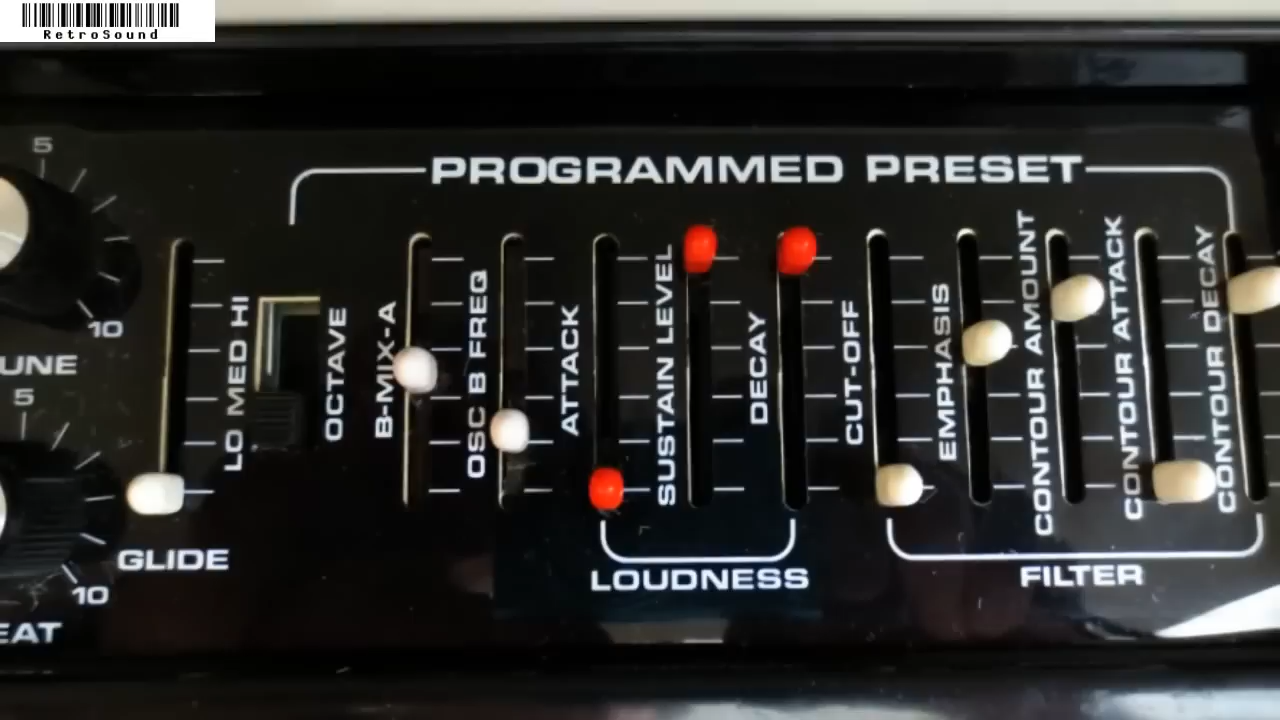 RetroSound
PROGRAMMED PRESET
5
10
UNE
5
10
EAT
GLIDE
LO MED HI
OCTAVE
B-MIX-A
OSC B FREQ
ATTACK
SUSTAIN LEVEL
DECAY
CUT-OFF
EMPHASIS
CONTOUR AMOUNT
CONTOUR ATTACK
CONTOUR DECAY
LOUDNESS
FILTER